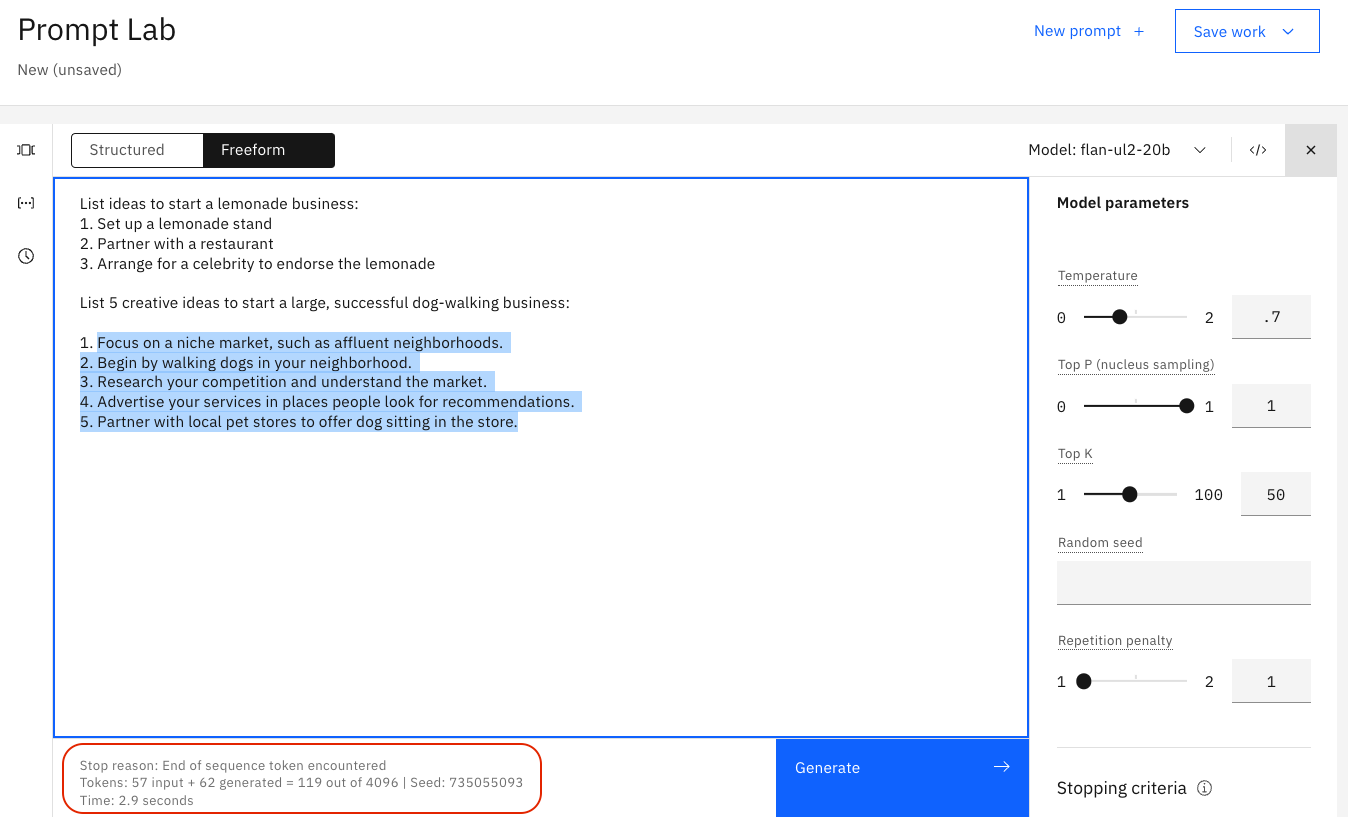 Prompt Lab
New prompt +
Save work
New (unsaved)
Structured
Freeform
Model: flan-ul2-20b
</>
List ideas to start a lemonade business:
1. Set up a lemonade stand
2. Partner with a restaurant
3. Arrange for a celebrity to endorse the lemonade
List 5 creative ideas to start a large, successful dog-walking business:
1. Focus on a niche market, such as affluent neighborhoods.
2. Begin by walking dogs in your neighborhood.
3. Research your competition and understand the market.
4. Advertise your services in places people look for recommendations.
5. Partner with local pet stores to offer dog sitting in the store.
Stop reason: End of sequence token encountered
Tokens: 57 input + 62 generated = 119 out of 4096 | Seed: 735055093
Time: 2.9 seconds
Generate
Model parameters
Temperature
0 2 .7
Top P (nucleus sampling)
0 1 1
Top K
1 100 50
Random seed
Repetition penalty
1 2 1
Stopping criteria